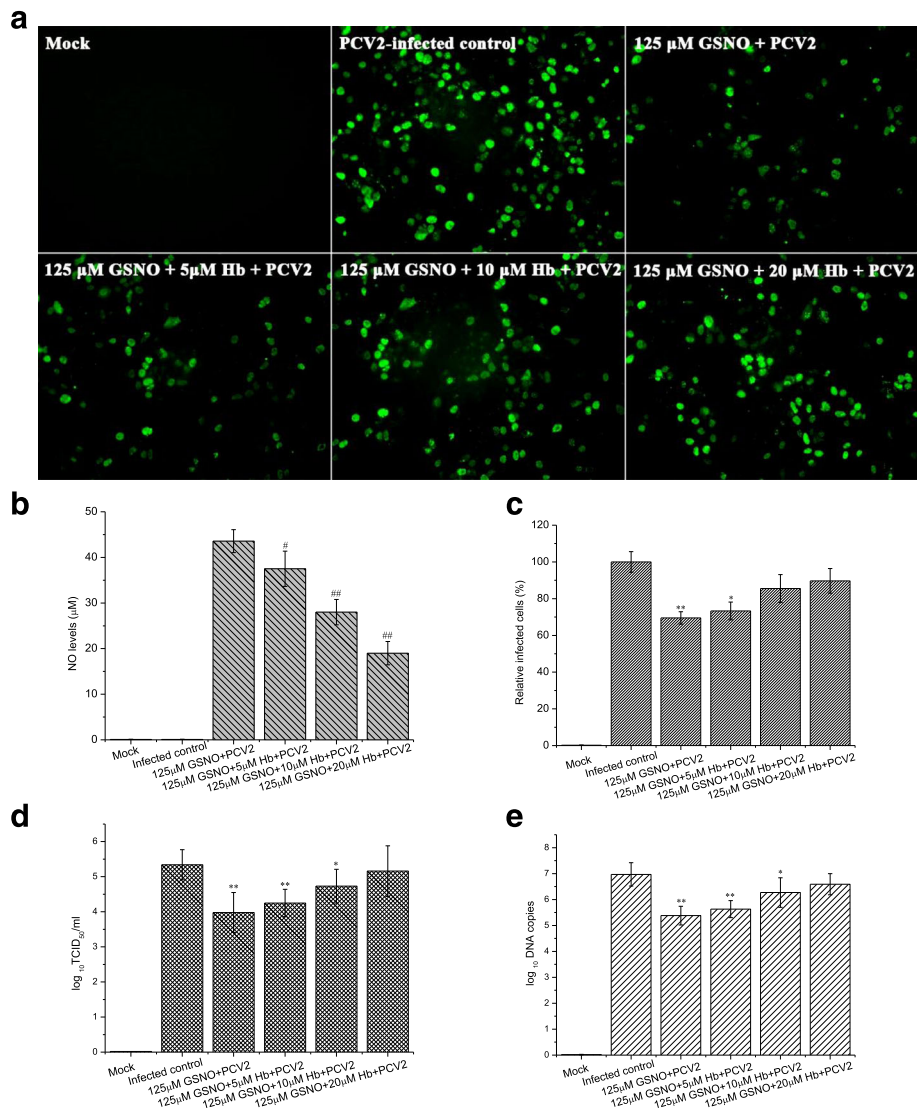 a
Mock
PCV2-infected control
125 µM GSNO + PCV2
125 µM GSNO + 5µM Hb + PCV2
125 µM GSNO + 10 µM Hb + PCV2
125 µM GSNO + 20 µM Hb + PCV2
b
NO levels (µM)
50
40
30
20
10
0
#
##
##
Mock
Infected control
125µM GSNO+PCV2
125µM GSNO+5µM Hb+PCV2
125µM GSNO+10µM Hb+PCV2
125µM GSNO+20µM Hb+PCV2
c
Relative infected cells (%)
120
100
80
60
40
20
0
**
*
Mock
Infected control
125µM GSNO+PCV2
125µM GSNO+5µM Hb+PCV2
125µM GSNO+10µM Hb+PCV2
125µM GSNO+20µM Hb+PCV2
d
log 10TCID50/ml
6
5
4
3
2
1
0
**
**
*
Mock
Infected control
125µM GSNO+PCV2
125µM GSNO+5µM Hb+PCV2
125µM GSNO+10µM Hb+PCV2
125µM GSNO+20µM Hb+PCV2
e
log 10 DNA copies
8
7
6
5
4
3
2
1
0
**
**
*
Mock
Infected control
125µM GSNO+PCV2
125µM GSNO+5µM Hb+PCV2
125µM GSNO+10µM Hb+PCV2
125µM GSNO+20µM Hb+PCV2